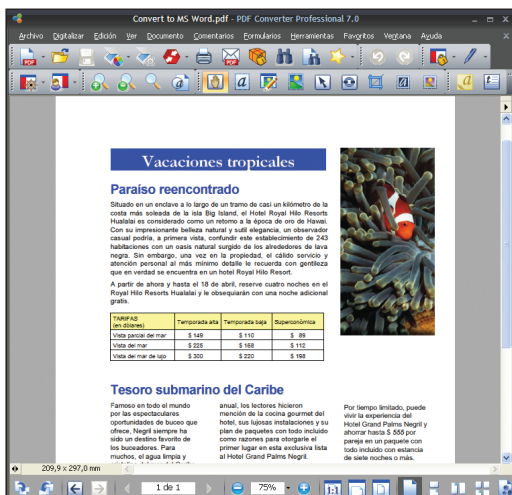 Convert to MS Word.pdf - PDF Converter Professional 7.0
Archivo Digitalizar Edición Ver Documento Comentarios Formularios Herramientas Favoritos Ventana Ayuda
Vacaciones tropicales
Paraíso reencontrado
Situado en un enclave a lo largo de un tramo de casi un kilómetro de la
costa más soleada de la isla Big Island, el Hotel Royal Hilo Resorts
Hualalai es considerado como un retorno a la época de oro de Hawai.
Con su impresionante belleza natural y sutil elegancia, un observador
casual podría, a primera vista, confundir este establecimiento de 243
habitaciones con un oasis natural surgido de los alrededores de lava
negra. Sin embargo, una vez en la propiedad, el cálido servicio y
atención personal al más mínimo detalle le recuerda con gentileza
que en verdad se encuentra en un hotel Royal Hilo Resort.
A partir de ahora y hasta el 18 de abril, reserve cuatro noches en el
Royal Hilo Resorts Hualalai y le obsequiarán con una noche adicional
gratis.
TARIFAS
(en dólares) Temporada alta Temporada baja Superconómica
Vista parcial del mar $ 149 $ 110 $ 89
Vista del mar $ 225 $ 168 $ 112
Vista del mar de lujo $ 300 $ 220 $ 198
Tesoro submarino del Caribe
Famoso en todo el mundo
por las espectaculares
oportunidades de buceo que
ofrece, Negril siempre ha
sido un destino favorito de
los buceadores. Para
muchos, el agua limpia y
anual, los lectores hicieron
mención de la cocina gourmet del
hotel, sus lujosas instalaciones y su
plan de paquetes con todo incluido
como razones para otorgarle el
primer lugar en esta exclusiva lista
al Hotel Grand Palms Negril.
Por tiempo limitado, puede
vivir la experiencia del
Hotel Grand Palms Negril y
ahorrar hasta $ 555 por
pareja en un paquete con
todo incluido con estancia
de siete noches o más.
209,9 x 297,0 mm
1 de 1
75%
1:1